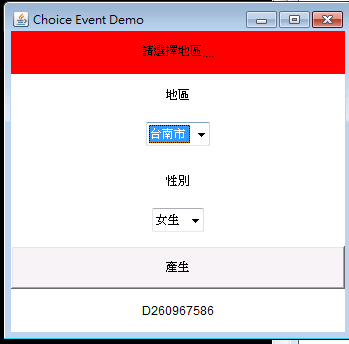 Choice Event Demo
請選擇地區....
地區
台南市
性別
女生
產生
D260967586